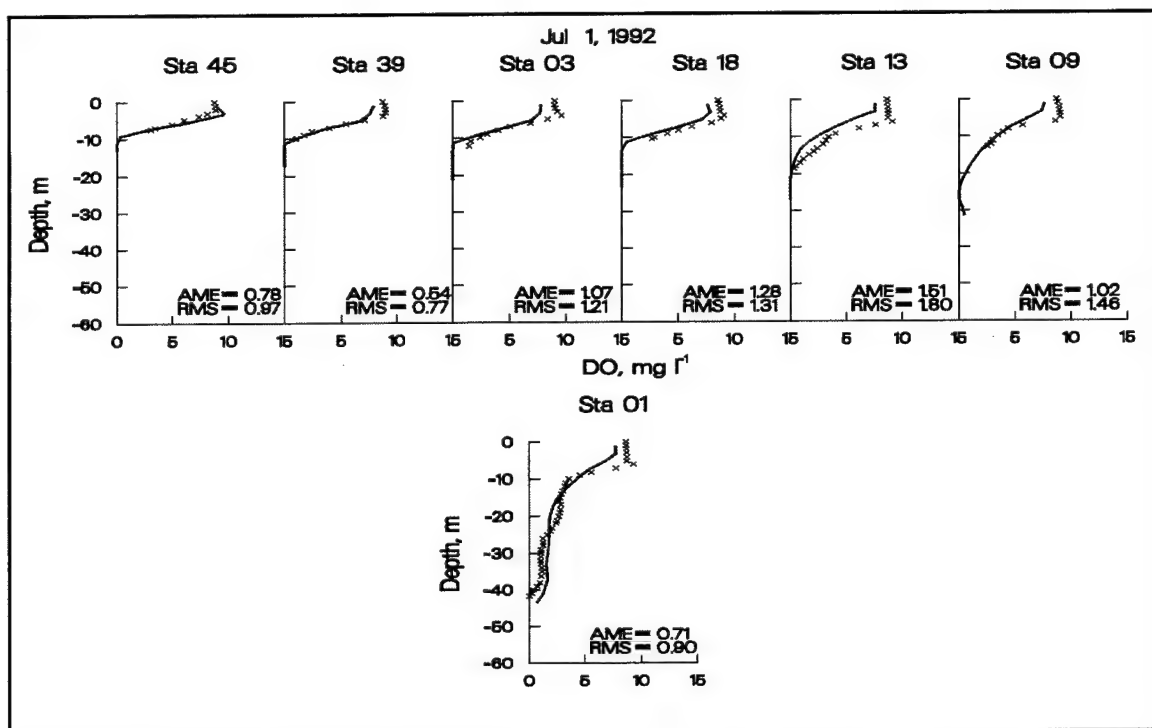 Jul 1, 1992
Sta 45 Sta 39 Sta 03 Sta 18 Sta 13 Sta 09
0
-10
-20
-30
-40
-50
-60
Depth, m
AME = 0.78
RMS = 0.97
AME = 0.54
RMS = 0.77
AME = 1.07
RMS = 1.21
AME = 1.28
RMS = 1.31
AME = 1.51
RMS = 1.80
AME = 1.02
RMS = 1.46
0 5 10 15 5 10 15 5 10 15 5 10 15 5 10 15 5 10 15
DO, mg l⁻¹
Sta 01
0
-10
-20
-30
-40
-50
-60
Depth, m
AME = 0.71
RMS = 0.90
0 5 10 15